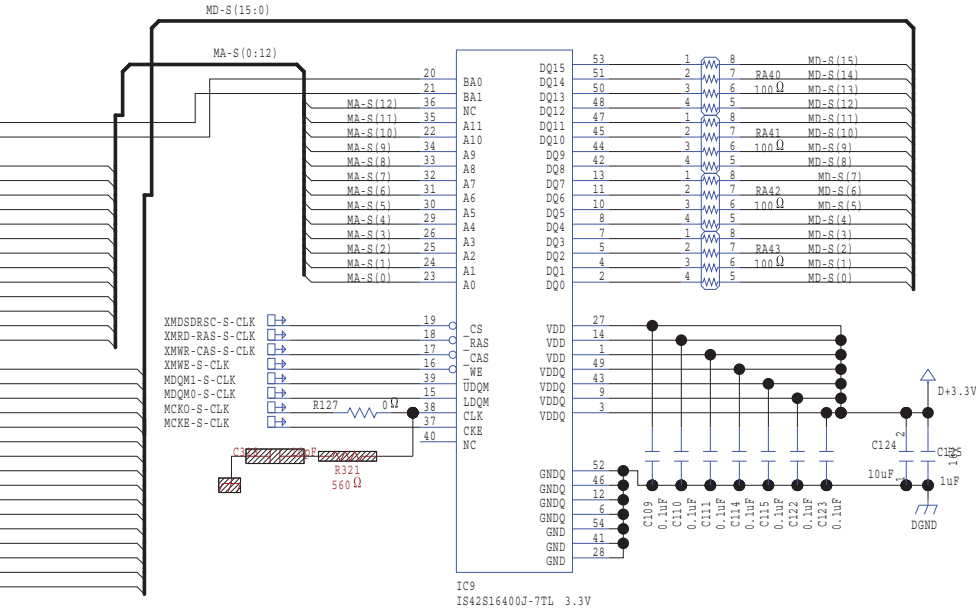 MD-S(15:0)
MA-S(0:12)
20 BA0
21 BA1
MA-S(12) 36 NC
MA-S(11) 35 A11
MA-S(10) 22 A10
MA-S(9) 34 A9
MA-S(8) 33 A8
MA-S(7) 32 A7
MA-S(6) 31 A6
MA-S(5) 30 A5
MA-S(4) 29 A4
MA-S(3) 26 A3
MA-S(2) 25 A2
MA-S(1) 24 A1
MA-S(0) 23 A0
DQ15 53 1 8 MD-S(15)
DQ14 51 2 7 MD-S(14)
DQ13 50 3 6 MD-S(13)
DQ12 48 4 5 MD-S(12)
RA40
100Ω
DQ11 47 1 8 MD-S(11)
DQ10 45 2 7 MD-S(10)
DQ9 44 3 6 MD-S(9)
DQ8 42 4 5 MD-S(8)
RA41
100Ω
DQ7 13 1 8 MD-S(7)
DQ6 11 2 7 MD-S(6)
DQ5 10 3 6 MD-S(5)
DQ4 8 4 5 MD-S(4)
RA42
100Ω
DQ3 7 1 8 MD-S(3)
DQ2 5 2 7 MD-S(2)
DQ1 4 3 6 MD-S(1)
DQ0 2 4 5 MD-S(0)
RA43
100Ω
XMDSDRSC-S-CLK 19 _CS
XMRD-RAS-S-CLK 18 _RAS
XMWR-CAS-S-CLK 17 _CAS
XMWE-S-CLK 16 _WE
MDQM1-S-CLK 39 UDQM
MDQM0-S-CLK 15 LDQM
MCKO-S-CLK R127 0Ω 38 CLK
MCKE-S-CLK 37 CKE
40 NC
R321
560Ω
VDD 27
VDD 14
VDD 1
VDDQ 49
VDDQ 43
VDDQ 9
VDDQ 3
GNDQ 52
GNDQ 46
GNDQ 12
GNDQ 6
GND 54
GND 41
GND 28
C109 0.1uF
C110 0.1uF
C111 0.1uF
C114 0.1uF
C115 0.1uF
C122 0.1uF
C123 0.1uF
D+3.3V
C124 2
10uF 1
C125
1uF
DGND
IC9
IS42S16400J-7TL 3.3V